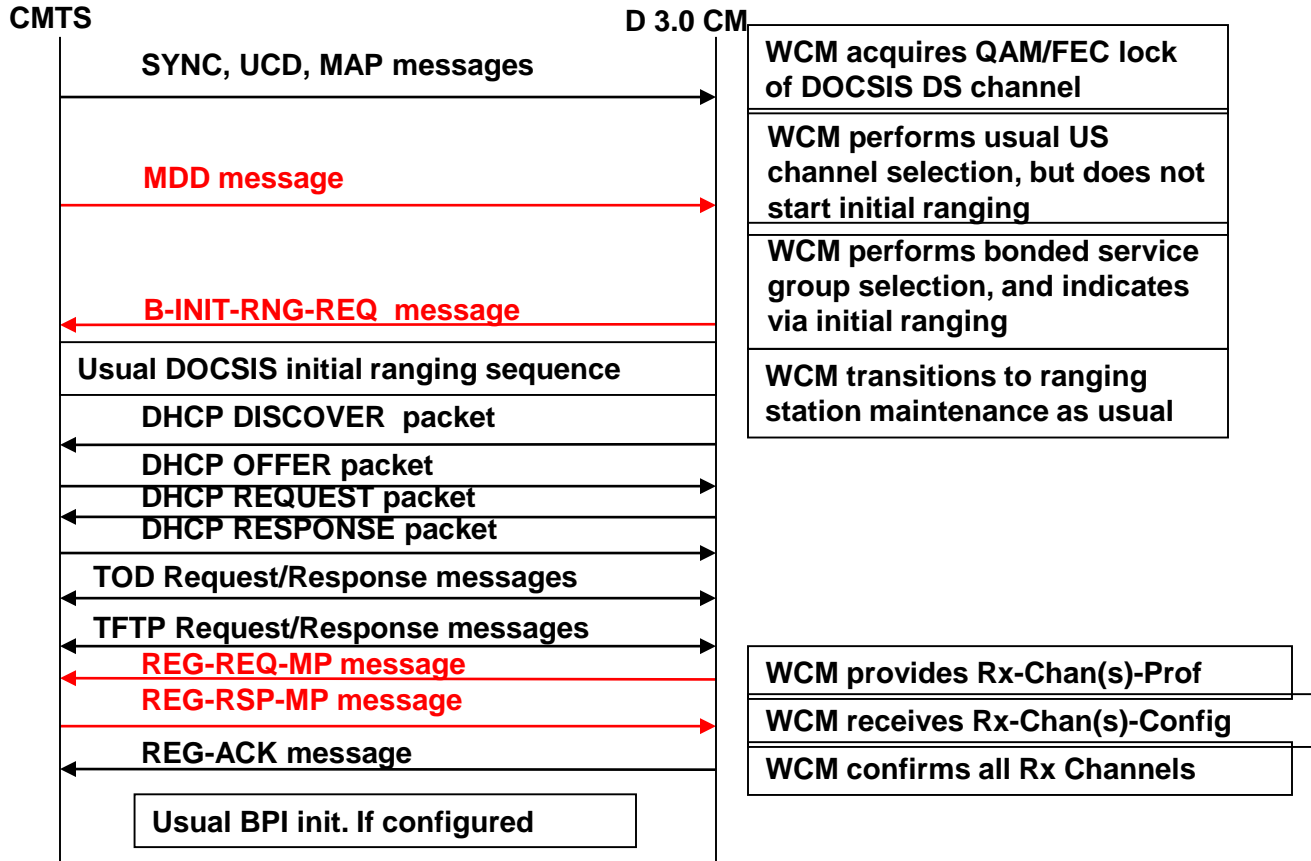 CMTS
D 3.0 CM
SYNC, UCD, MAP messages
WCM acquires QAM/FEC lock
of DOCSIS DS channel
MDD message
WCM performs usual US
channel selection, but does not
start initial ranging
B-INIT-RNG-REQ message
WCM performs bonded service
group selection, and indicates
via initial ranging
Usual DOCSIS initial ranging sequence
WCM transitions to ranging
station maintenance as usual
DHCP DISCOVER packet
DHCP OFFER packet
DHCP REQUEST packet
DHCP RESPONSE packet
TOD Request/Response messages
TFTP Request/Response messages
REG-REQ-MP message
WCM provides Rx-Chan(s)-Prof
REG-RSP-MP message
WCM receives Rx-Chan(s)-Config
REG-ACK message
WCM confirms all Rx Channels
Usual BPI init. If configured